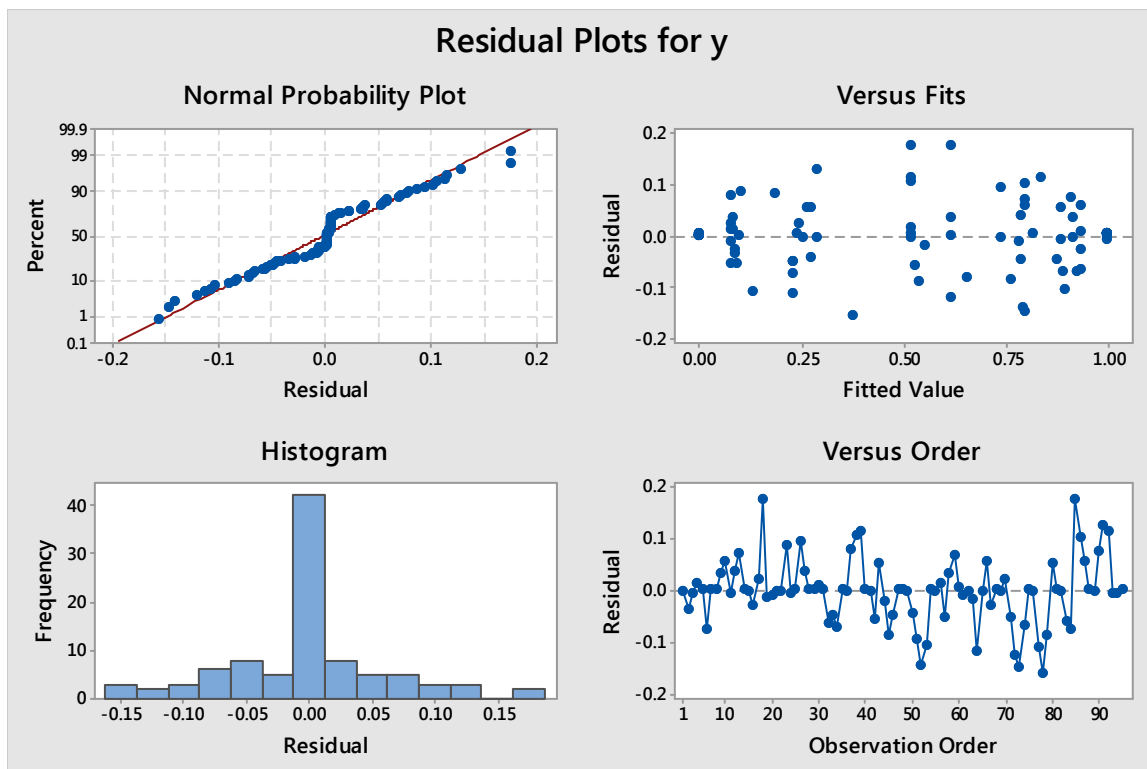 Residual Plots for y
Normal Probability Plot
99.9
99
90
50
10
1
0.1
Percent
-0.2 -0.1 0.0 0.1 0.2
Residual
Versus Fits
0.2
0.1
0.0
-0.1
-0.2
Residual
0.00 0.25 0.50 0.75 1.00
Fitted Value
Histogram
40
30
20
10
0
Frequency
-0.15 -0.10 -0.05 0.00 0.05 0.10 0.15
Residual
Versus Order
0.2
0.1
0.0
-0.1
-0.2
Residual
1 10 20 30 40 50 60 70 80 90
Observation Order